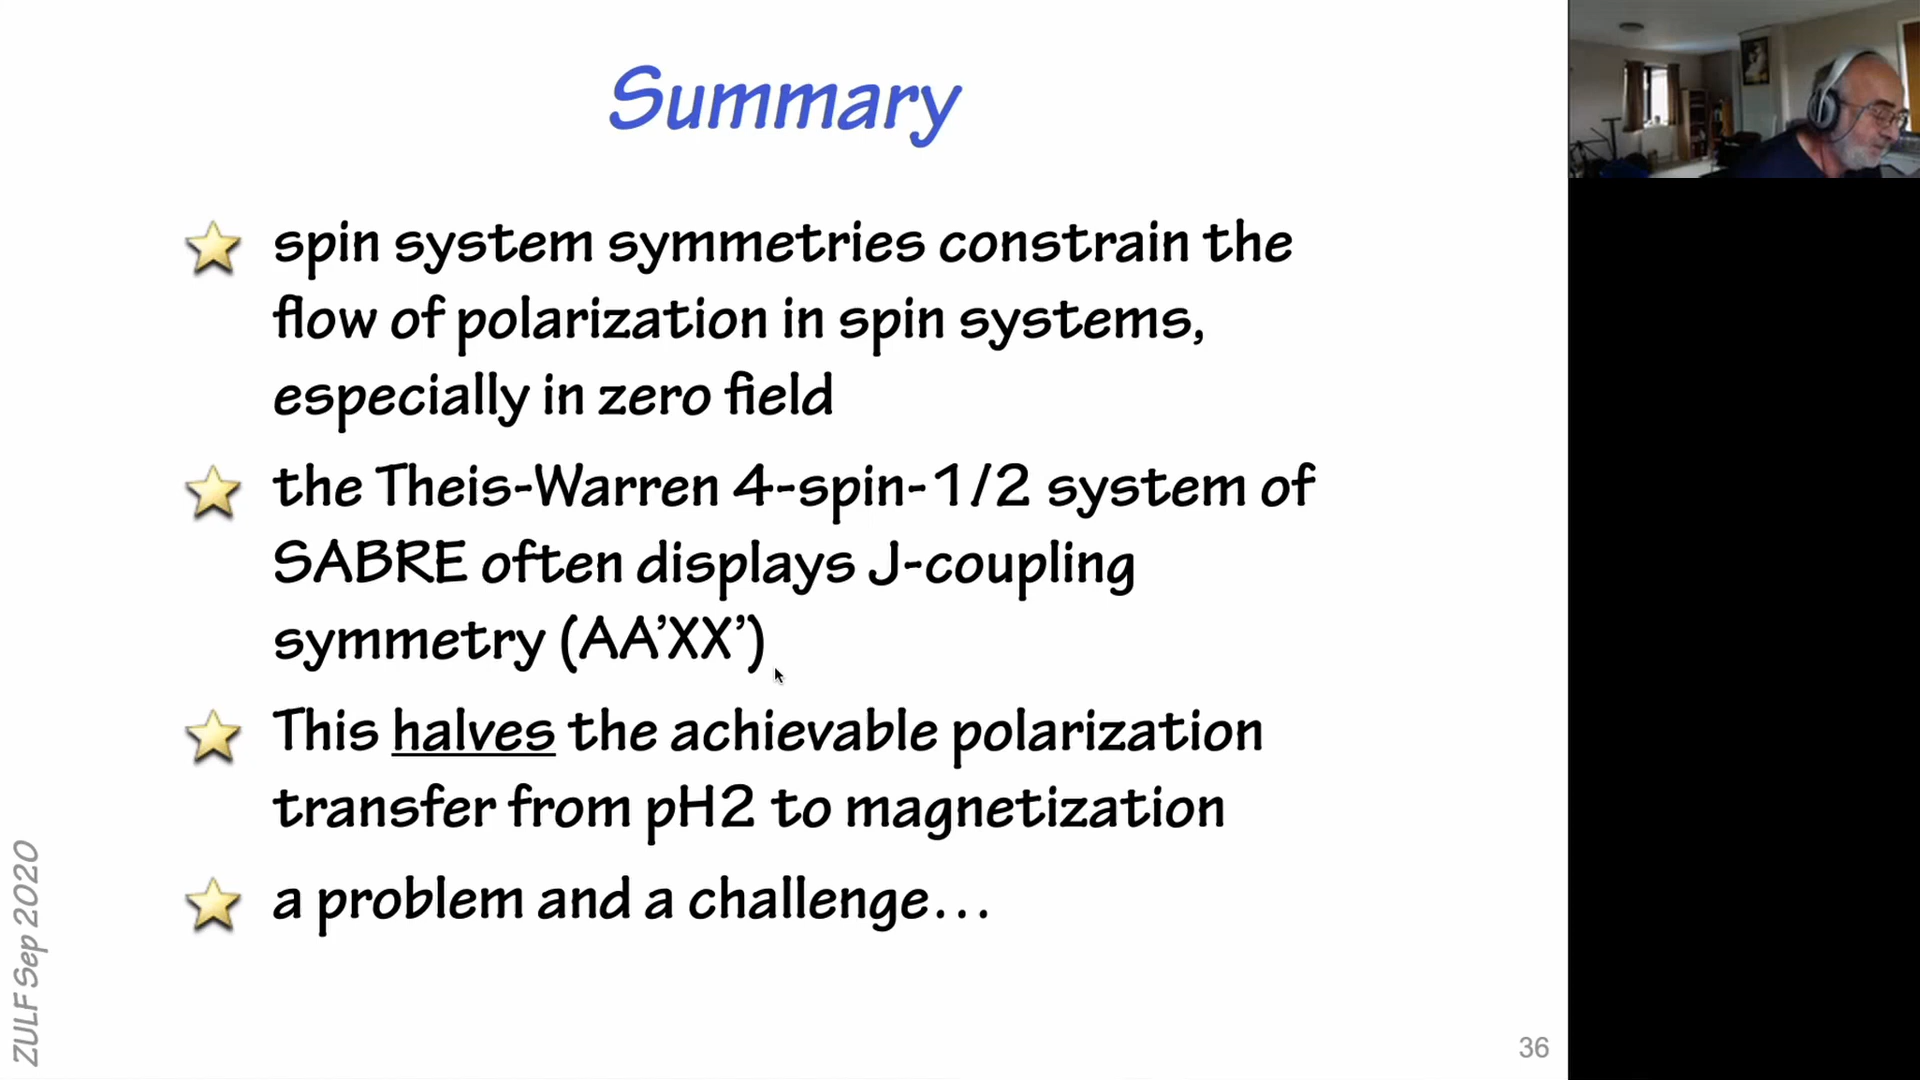 Summary
spin system symmetries constrain the
flow of polarization in spin systems,
especially in zero field
the Theis-Warren 4-spin-1/2 system of
SABRE often displays J-coupling
symmetry (AA’XX’)
This halves the achievable polarization
transfer from pH2 to magnetization
a problem and a challenge...
ZULF Sep 2020
36